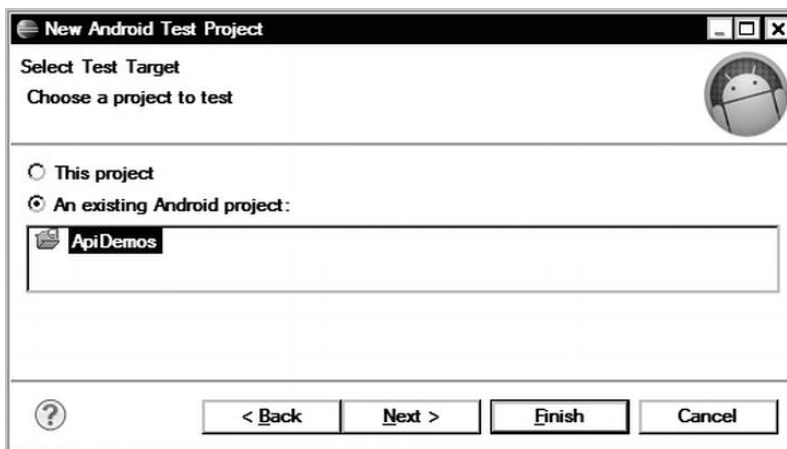 New Android Test Project
Select Test Target
Choose a project to test
This project
An existing Android project:
ApiDemos
?
< Back Next > Finish Cancel